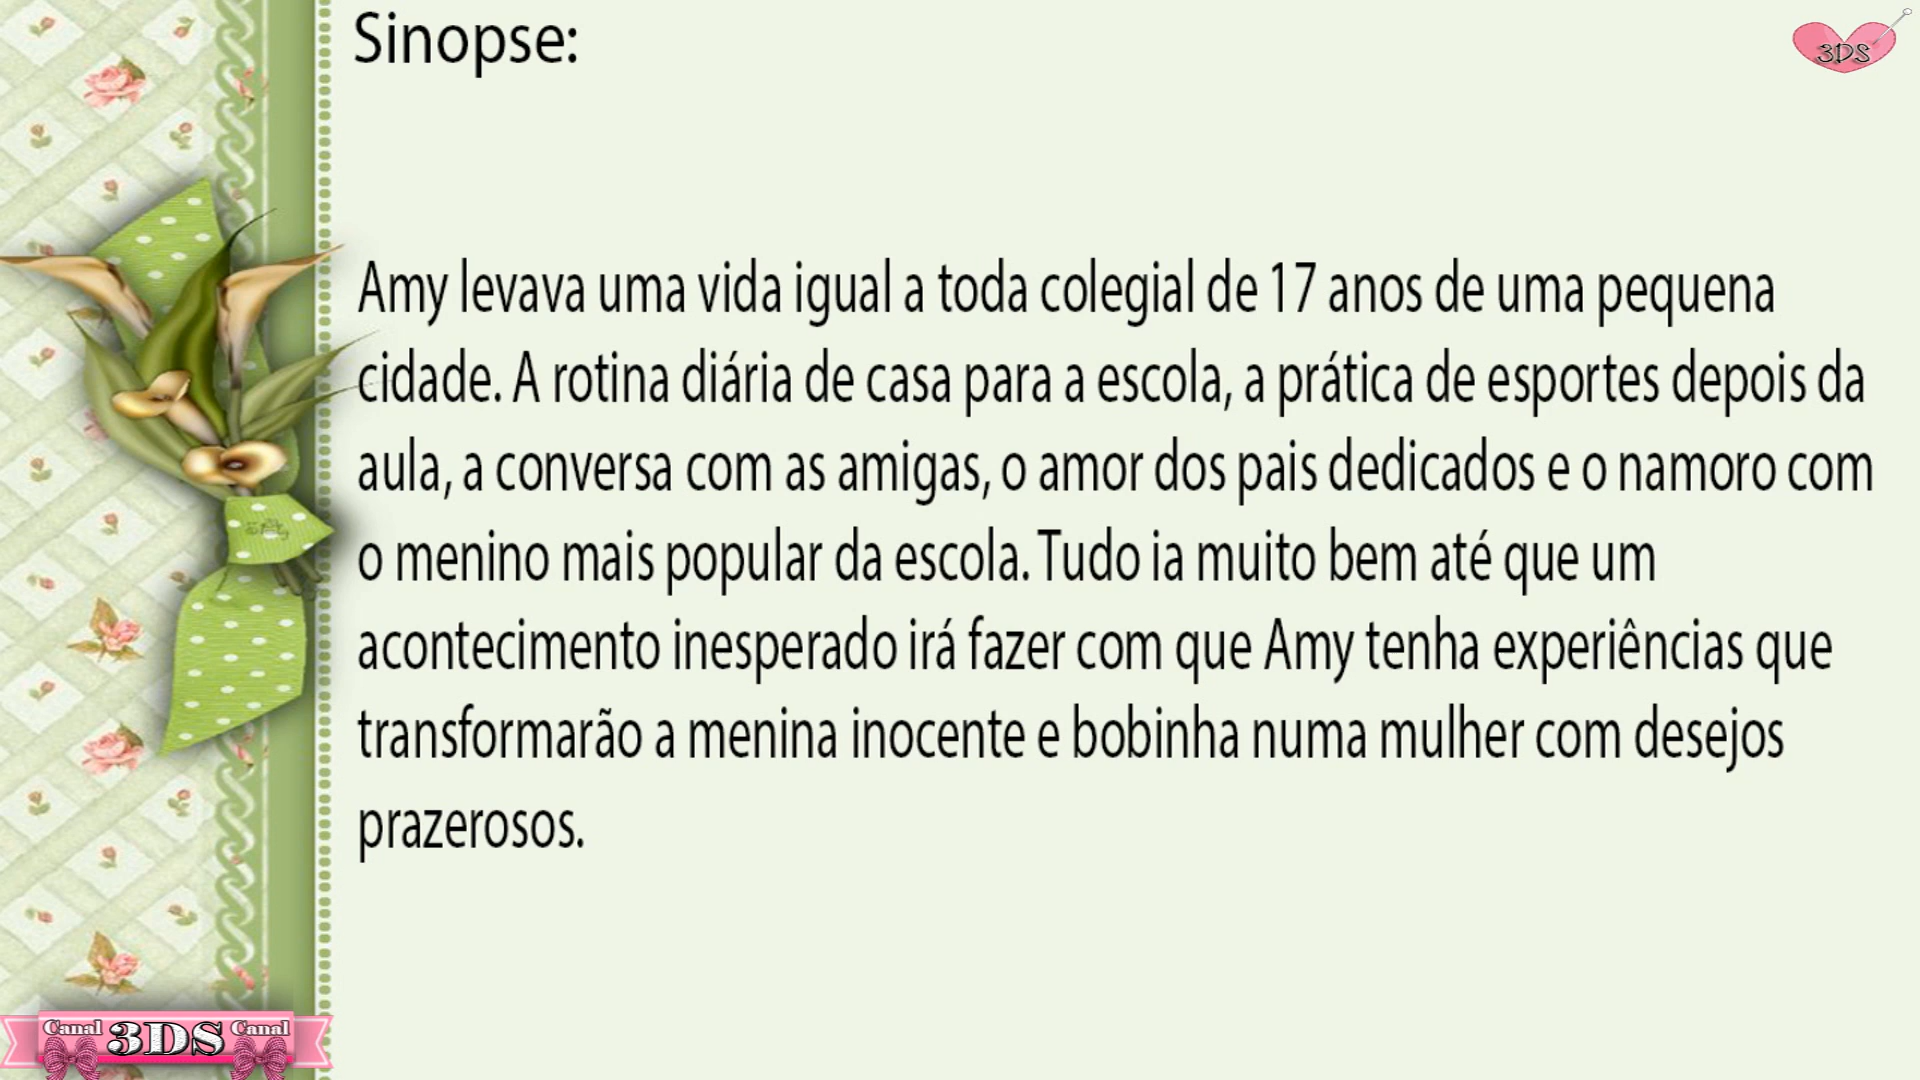 Sinopse:
3DS
Amy levava uma vida igual a toda colegial de 17 anos de uma pequena
cidade. A rotina diária de casa para a escola, a prática de esportes depois da
aula, a conversa com as amigas, o amor dos pais dedicados e o namoro com
o menino mais popular da escola. Tudo ia muito bem até que um
acontecimento inesperado irá fazer com que Amy tenha experiências que
transformarão a menina inocente e bobinha numa mulher com desejos
prazerosos.
Canal 3DS Canal